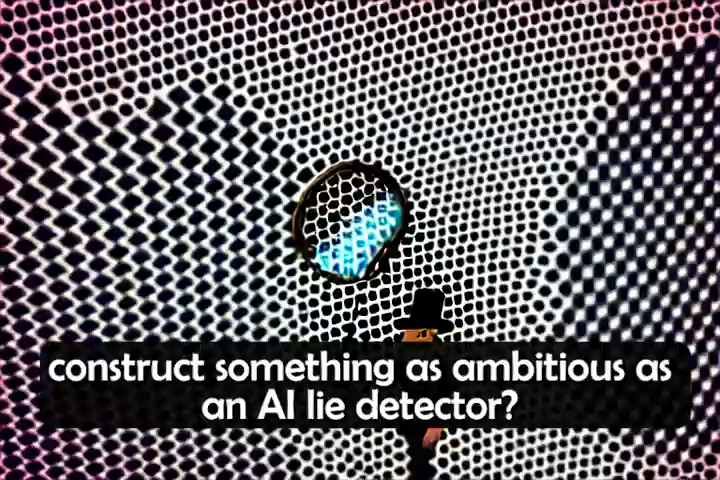 construct something as ambitious as
an AI lie detector?